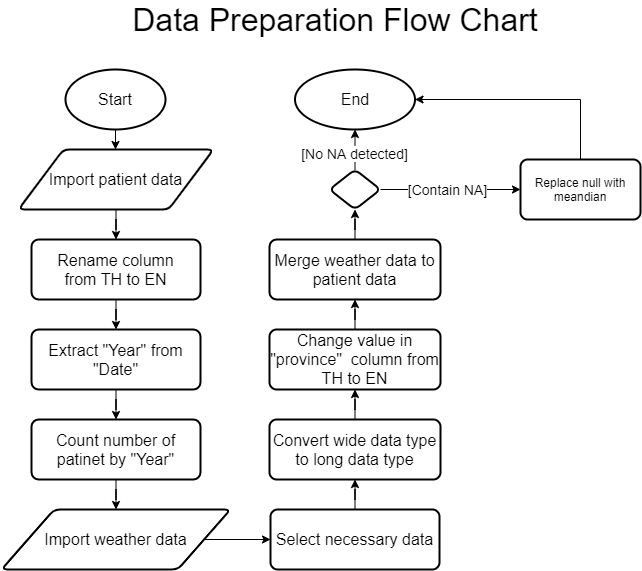 Data Preparation Flow Chart
Start
Import patient data
Rename column
from TH to EN
Extract "Year" from
"Date"
Count number of
patinet by "Year"
Import weather data
Select necessary data
Convert wide data type
to long data type
Change value in
"province"  column from
TH to EN
Merge weather data to
patient data
[No NA detected]
[Contain NA]
Replace null with
meandian
End